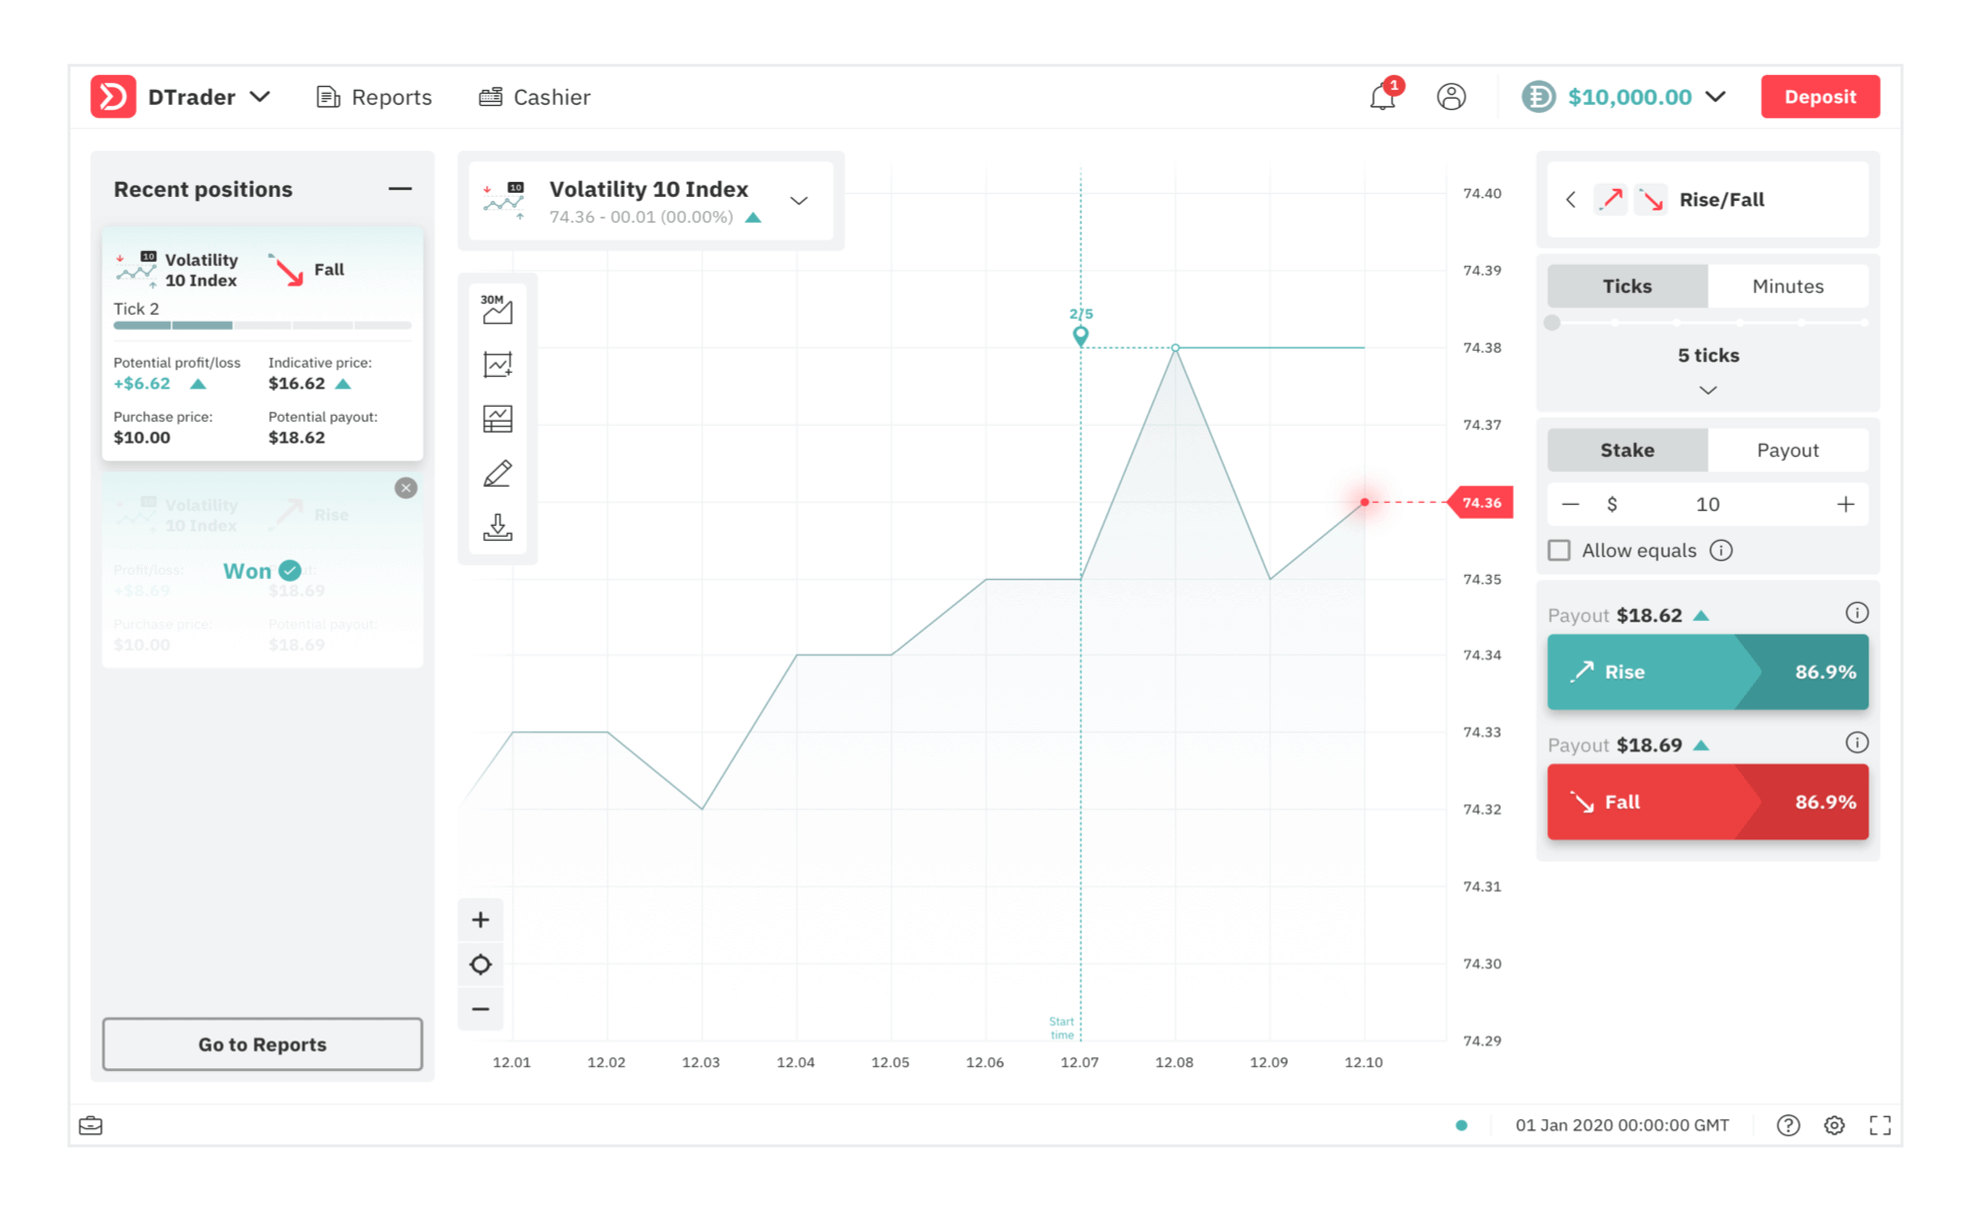 DTrader
Reports
Cashier
1
$10,000.00
Deposit
Recent positions
10
Volatility
10 Index
Fall
Tick 2
Potential profit/loss
Indicative price:
+$6.62
$16.62
Purchase price:
Potential payout:
$10.00
$18.62
10
Volatility
10 Index
Rise
Won
Profit/loss:
+$8.69
$18.69
Purchase price:
Potential payout:
$10.00
$18.69
Go to Reports
10
Volatility 10 Index
74.36 - 00.01 (00.00%)
30M
2/5
Start
time
74.40
74.39
74.38
74.37
74.36
74.35
74.34
74.33
74.32
74.31
74.30
74.29
12.01
12.02
12.03
12.04
12.05
12.06
12.07
12.08
12.09
12.10
Rise/Fall
Ticks
Minutes
5 ticks
Stake
Payout
$
10
Allow equals
Payout $18.62
Rise
86.9%
Payout $18.69
Fall
86.9%
01 Jan 2020 00:00:00 GMT